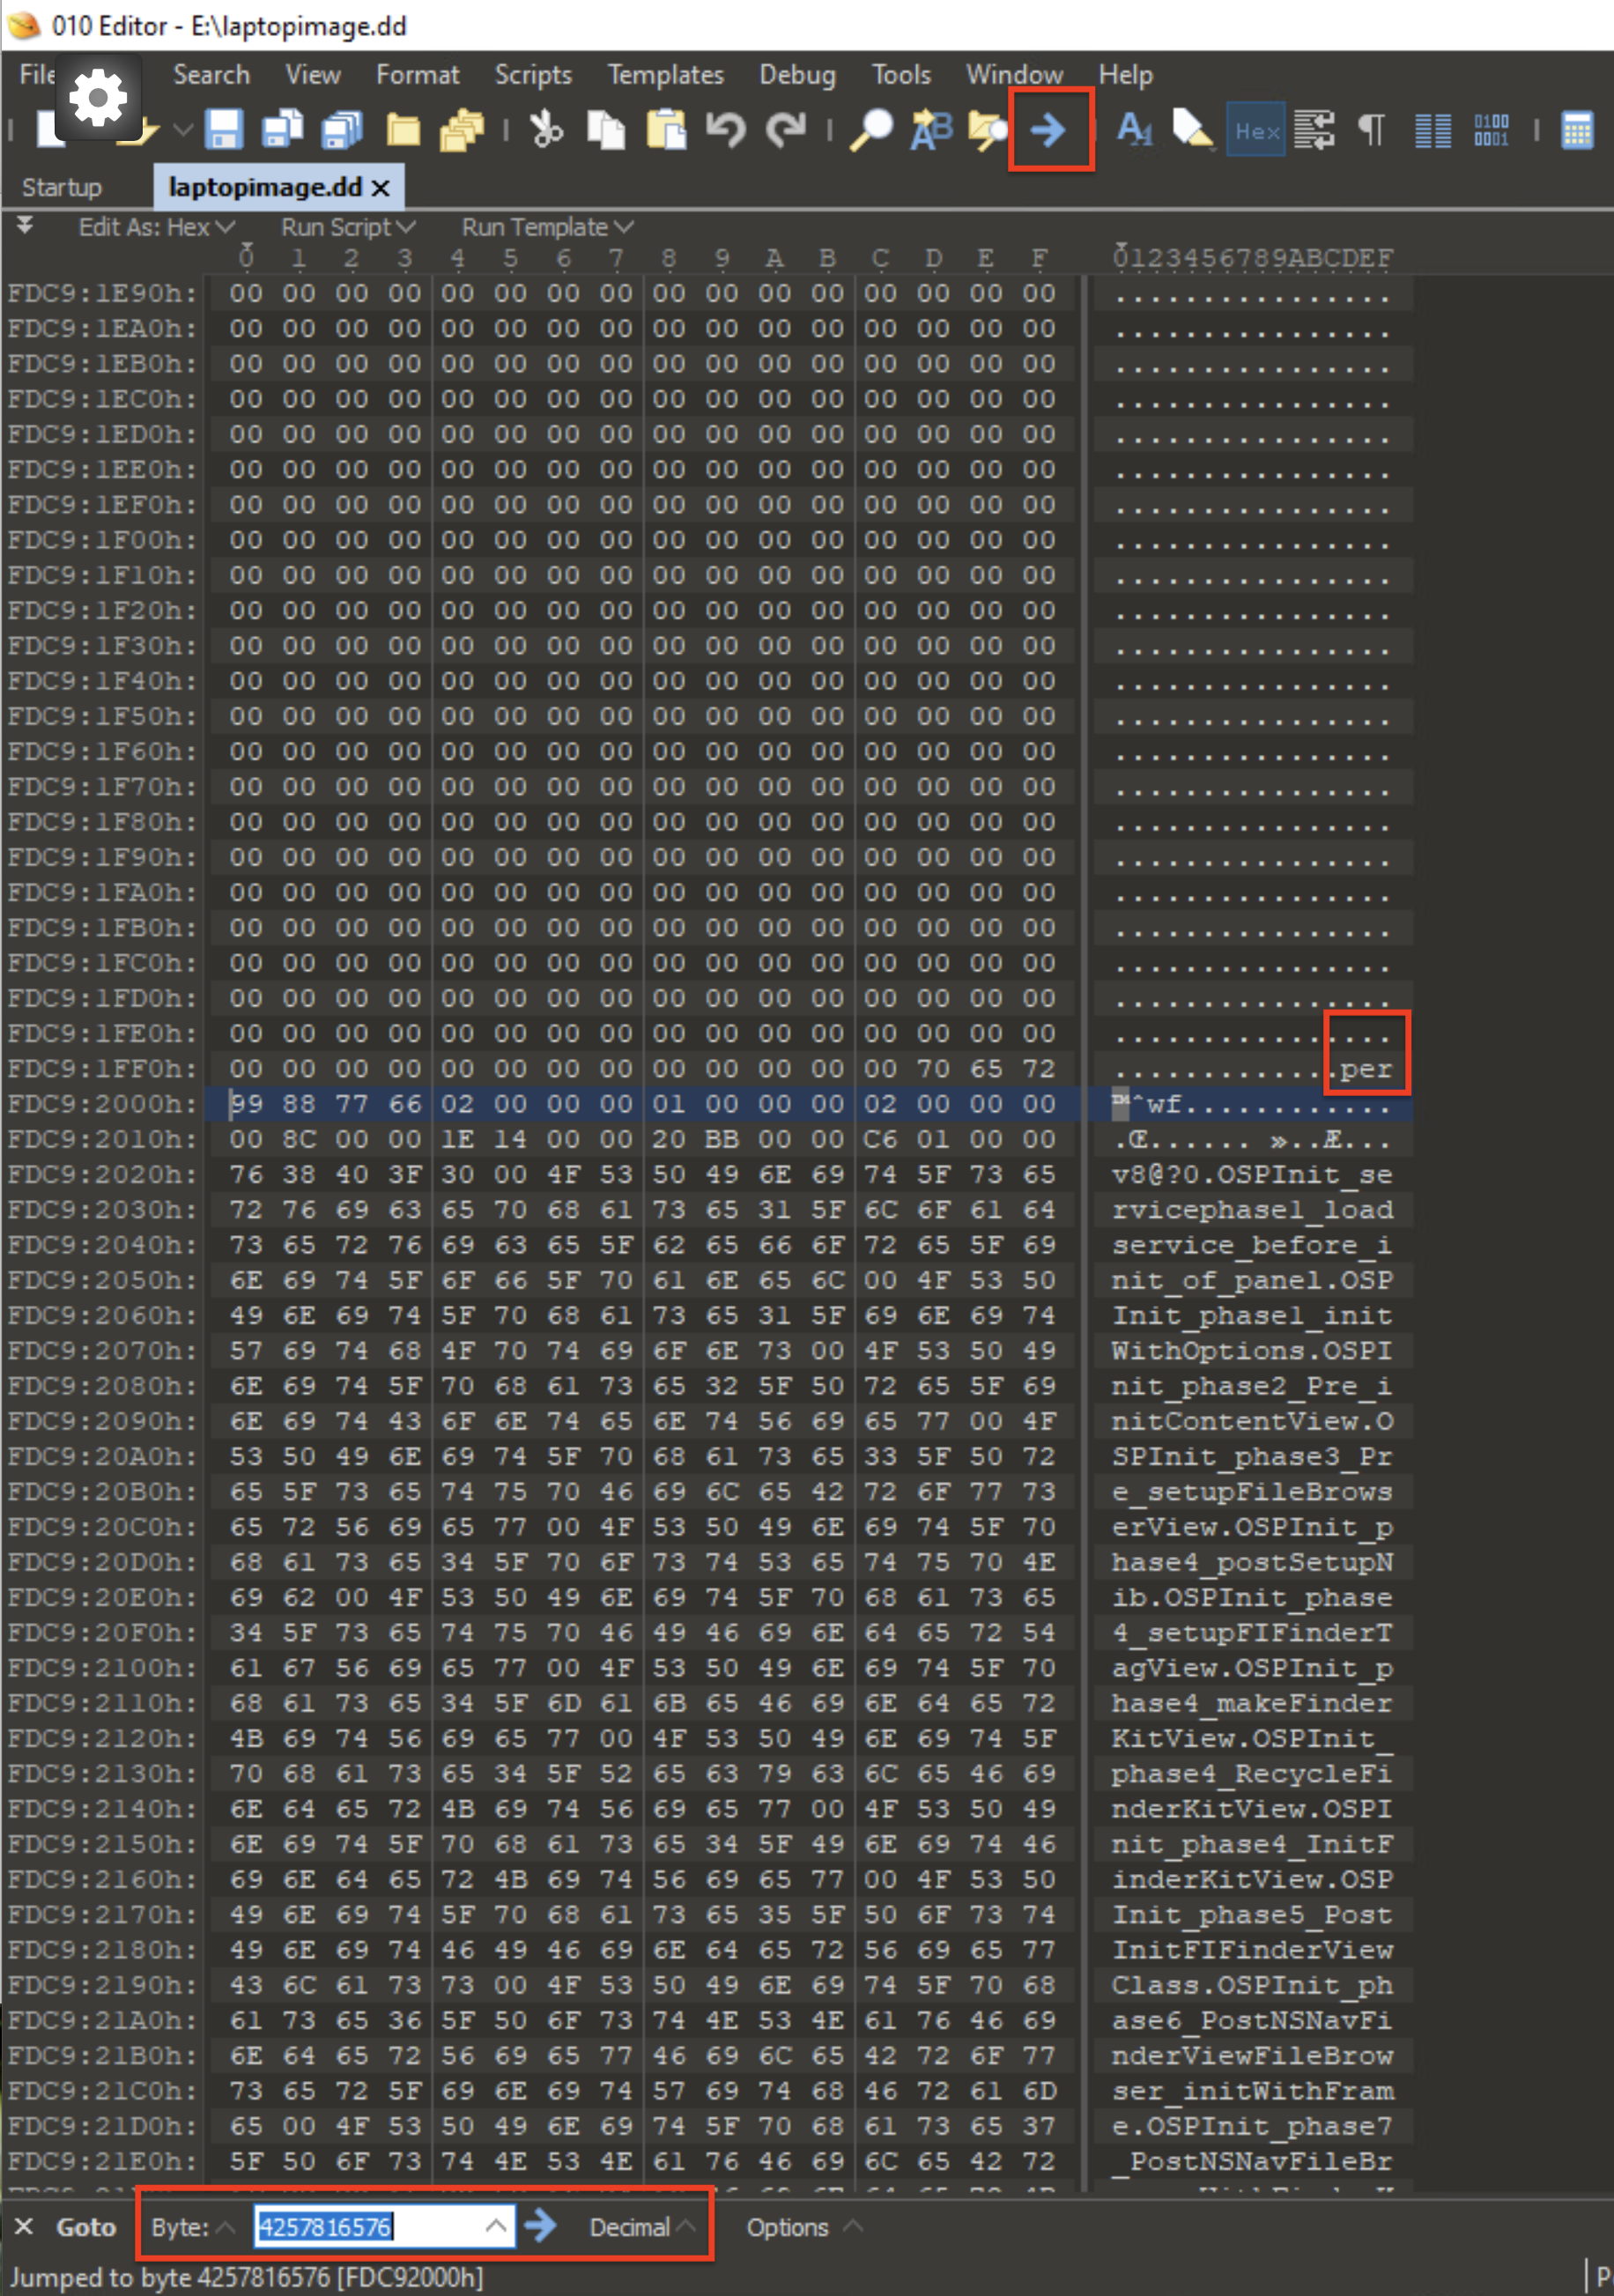 010 Editor - E:\laptopimage.dd
File Search View Format Scripts Templates Debug Tools Window Help
Hex
Startup laptopimage.dd
Edit As: Hex Run Script Run Template
0 1 2 3 4 5 6 7 8 9 A B C D E F 0123456789ABCDEF
FDC9:1E90h: 00 00 00 00 00 00 00 00 00 00 00 00 00 00 00 00 ................
FDC9:1EA0h: 00 00 00 00 00 00 00 00 00 00 00 00 00 00 00 00 ................
FDC9:1EB0h: 00 00 00 00 00 00 00 00 00 00 00 00 00 00 00 00 ................
FDC9:1EC0h: 00 00 00 00 00 00 00 00 00 00 00 00 00 00 00 00 ................
FDC9:1ED0h: 00 00 00 00 00 00 00 00 00 00 00 00 00 00 00 00 ................
FDC9:1EE0h: 00 00 00 00 00 00 00 00 00 00 00 00 00 00 00 00 ................
FDC9:1EF0h: 00 00 00 00 00 00 00 00 00 00 00 00 00 00 00 00 ................
FDC9:1F00h: 00 00 00 00 00 00 00 00 00 00 00 00 00 00 00 00 ................
FDC9:1F10h: 00 00 00 00 00 00 00 00 00 00 00 00 00 00 00 00 ................
FDC9:1F20h: 00 00 00 00 00 00 00 00 00 00 00 00 00 00 00 00 ................
FDC9:1F30h: 00 00 00 00 00 00 00 00 00 00 00 00 00 00 00 00 ................
FDC9:1F40h: 00 00 00 00 00 00 00 00 00 00 00 00 00 00 00 00 ................
FDC9:1F50h: 00 00 00 00 00 00 00 00 00 00 00 00 00 00 00 00 ................
FDC9:1F60h: 00 00 00 00 00 00 00 00 00 00 00 00 00 00 00 00 ................
FDC9:1F70h: 00 00 00 00 00 00 00 00 00 00 00 00 00 00 00 00 ................
FDC9:1F80h: 00 00 00 00 00 00 00 00 00 00 00 00 00 00 00 00 ................
FDC9:1F90h: 00 00 00 00 00 00 00 00 00 00 00 00 00 00 00 00 ................
FDC9:1FA0h: 00 00 00 00 00 00 00 00 00 00 00 00 00 00 00 00 ................
FDC9:1FB0h: 00 00 00 00 00 00 00 00 00 00 00 00 00 00 00 00 ................
FDC9:1FC0h: 00 00 00 00 00 00 00 00 00 00 00 00 00 00 00 00 ................
FDC9:1FD0h: 00 00 00 00 00 00 00 00 00 00 00 00 00 00 00 00 ................
FDC9:1FE0h: 00 00 00 00 00 00 00 00 00 00 00 00 00 00 00 00 ................
FDC9:1FF0h: 00 00 00 00 00 00 00 00 00 00 00 00 00 70 65 72 .............per
FDC9:2000h: 99 88 77 66 02 00 00 00 01 00 00 00 02 00 00 00 ™ˆwf............
FDC9:2010h: 00 8C 00 00 1E 14 00 00 20 BB 00 00 C6 01 00 00 .Œ...... »..Æ...
FDC9:2020h: 76 38 40 3F 30 00 4F 53 50 49 6E 69 74 5F 73 65 v8@?0.OSPInit_se
FDC9:2030h: 72 76 69 63 65 70 68 61 73 65 31 5F 6C 6F 61 64 rvicephase1_load
FDC9:2040h: 73 65 72 76 69 63 65 5F 62 65 66 6F 72 65 5F 69 service_before_i
FDC9:2050h: 6E 69 74 5F 6F 66 5F 70 61 6E 65 6C 00 4F 53 50 nit_of_panel.OSP
FDC9:2060h: 49 6E 69 74 5F 70 68 61 73 65 31 5F 69 6E 69 74 Init_phase1_init
FDC9:2070h: 57 69 74 68 4F 70 74 69 6F 6E 73 00 4F 53 50 49 WithOptions.OSPI
FDC9:2080h: 6E 69 74 5F 70 68 61 73 65 32 5F 50 72 65 5F 69 nit_phase2_Pre_i
FDC9:2090h: 6E 69 74 43 6F 6E 74 65 6E 74 56 69 65 77 00 4F nitContentView.O
FDC9:20A0h: 53 50 49 6E 69 74 5F 70 68 61 73 65 33 5F 50 72 SPInit_phase3_Pr
FDC9:20B0h: 65 5F 73 65 74 75 70 46 69 6C 65 42 72 6F 77 73 e_setupFileBrows
FDC9:20C0h: 65 72 56 69 65 77 00 4F 53 50 49 6E 69 74 5F 70 erView.OSPInit_p
FDC9:20D0h: 68 61 73 65 34 5F 70 6F 73 74 53 65 74 75 70 4E hase4_postSetupN
FDC9:20E0h: 69 62 00 4F 53 50 49 6E 69 74 5F 70 68 61 73 65 ib.OSPInit_phase
FDC9:20F0h: 34 5F 73 65 74 75 70 46 49 46 69 6E 64 65 72 54 4_setupFIFinderT
FDC9:2100h: 61 67 56 69 65 77 00 4F 53 50 49 6E 69 74 5F 70 agView.OSPInit_p
FDC9:2110h: 68 61 73 65 34 5F 6D 61 6B 65 46 69 6E 64 65 72 hase4_makeFinder
FDC9:2120h: 4B 69 74 56 69 65 77 00 4F 53 50 49 6E 69 74 5F KitView.OSPInit_
FDC9:2130h: 70 68 61 73 65 34 5F 52 65 63 79 63 6C 65 46 69 phase4_RecycleFi
FDC9:2140h: 6E 64 65 72 4B 69 74 56 69 65 77 00 4F 53 50 49 nderKitView.OSPI
FDC9:2150h: 6E 69 74 5F 70 68 61 73 65 34 5F 49 6E 69 74 46 nit_phase4_InitF
FDC9:2160h: 69 6E 64 65 72 4B 69 74 56 69 65 77 00 4F 53 50 inderKitView.OSP
FDC9:2170h: 49 6E 69 74 5F 70 68 61 73 65 35 5F 50 6F 73 74 Init_phase5_Post
FDC9:2180h: 49 6E 69 74 46 49 46 69 6E 64 65 72 56 69 65 77 InitFIFinderView
FDC9:2190h: 43 6C 61 73 73 00 4F 53 50 49 6E 69 74 5F 70 68 Class.OSPInit_ph
FDC9:21A0h: 61 73 65 36 5F 50 6F 73 74 4E 53 4E 61 76 46 69 ase6_PostNSNavFi
FDC9:21B0h: 6E 64 65 72 56 69 65 77 46 69 6C 65 42 72 6F 77 nderViewFileBrow
FDC9:21C0h: 73 65 72 5F 69 6E 69 74 57 69 74 68 46 72 61 6D ser_initWithFram
FDC9:21D0h: 65 00 4F 53 50 49 6E 69 74 5F 70 68 61 73 65 37 e.OSPInit_phase7
FDC9:21E0h: 5F 50 6F 73 74 4E 53 4E 61 76 46 69 6C 65 42 72 _PostNSNavFileBr
Goto Byte: 4257816576 Decimal Options
Jumped to byte 4257816576 [FDC92000h]